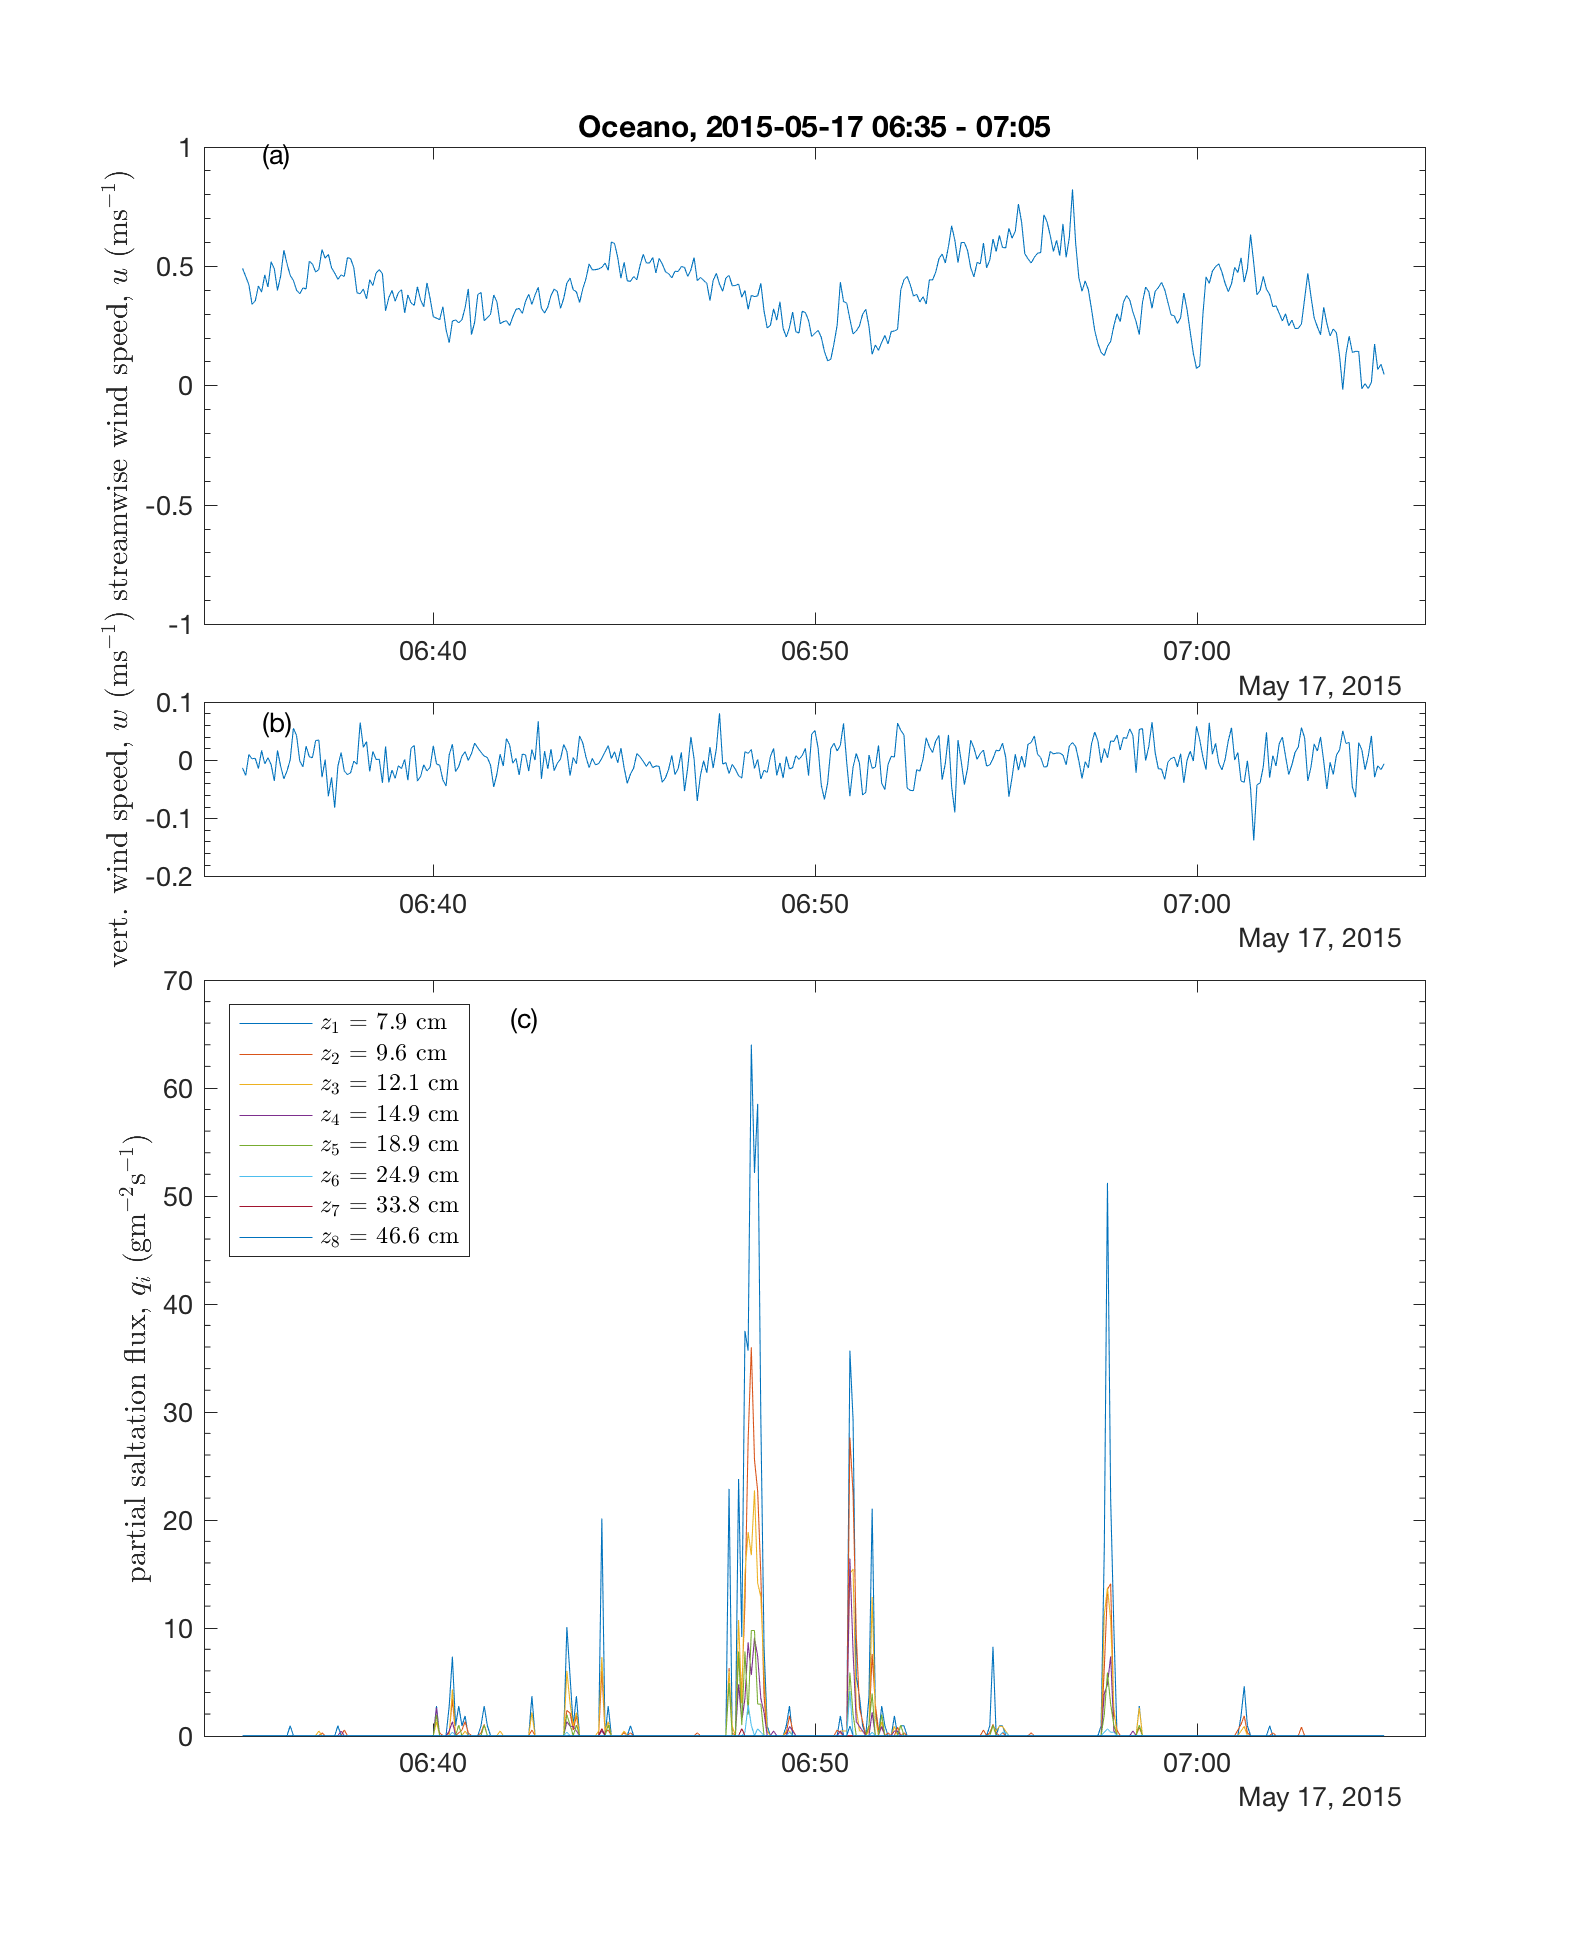 Oceano, 2015-05-17 06:35 - 07:05
(a)
streamwise wind speed, u (ms⁻¹)
1
0.5
0
-0.5
-1
06:40 06:50 07:00
May 17, 2015
(b)
vert. wind speed, w (ms⁻¹)
0.1
0
-0.1
-0.2
06:40 06:50 07:00
May 17, 2015
(c)
partial saltation flux, qᵢ (gm⁻²s⁻¹)
70
60
50
40
30
20
10
0
z₁ = 7.9 cm
z₂ = 9.6 cm
z₃ = 12.1 cm
z₄ = 14.9 cm
z₅ = 18.9 cm
z₆ = 24.9 cm
z₇ = 33.8 cm
z₈ = 46.6 cm
06:40 06:50 07:00
May 17, 2015